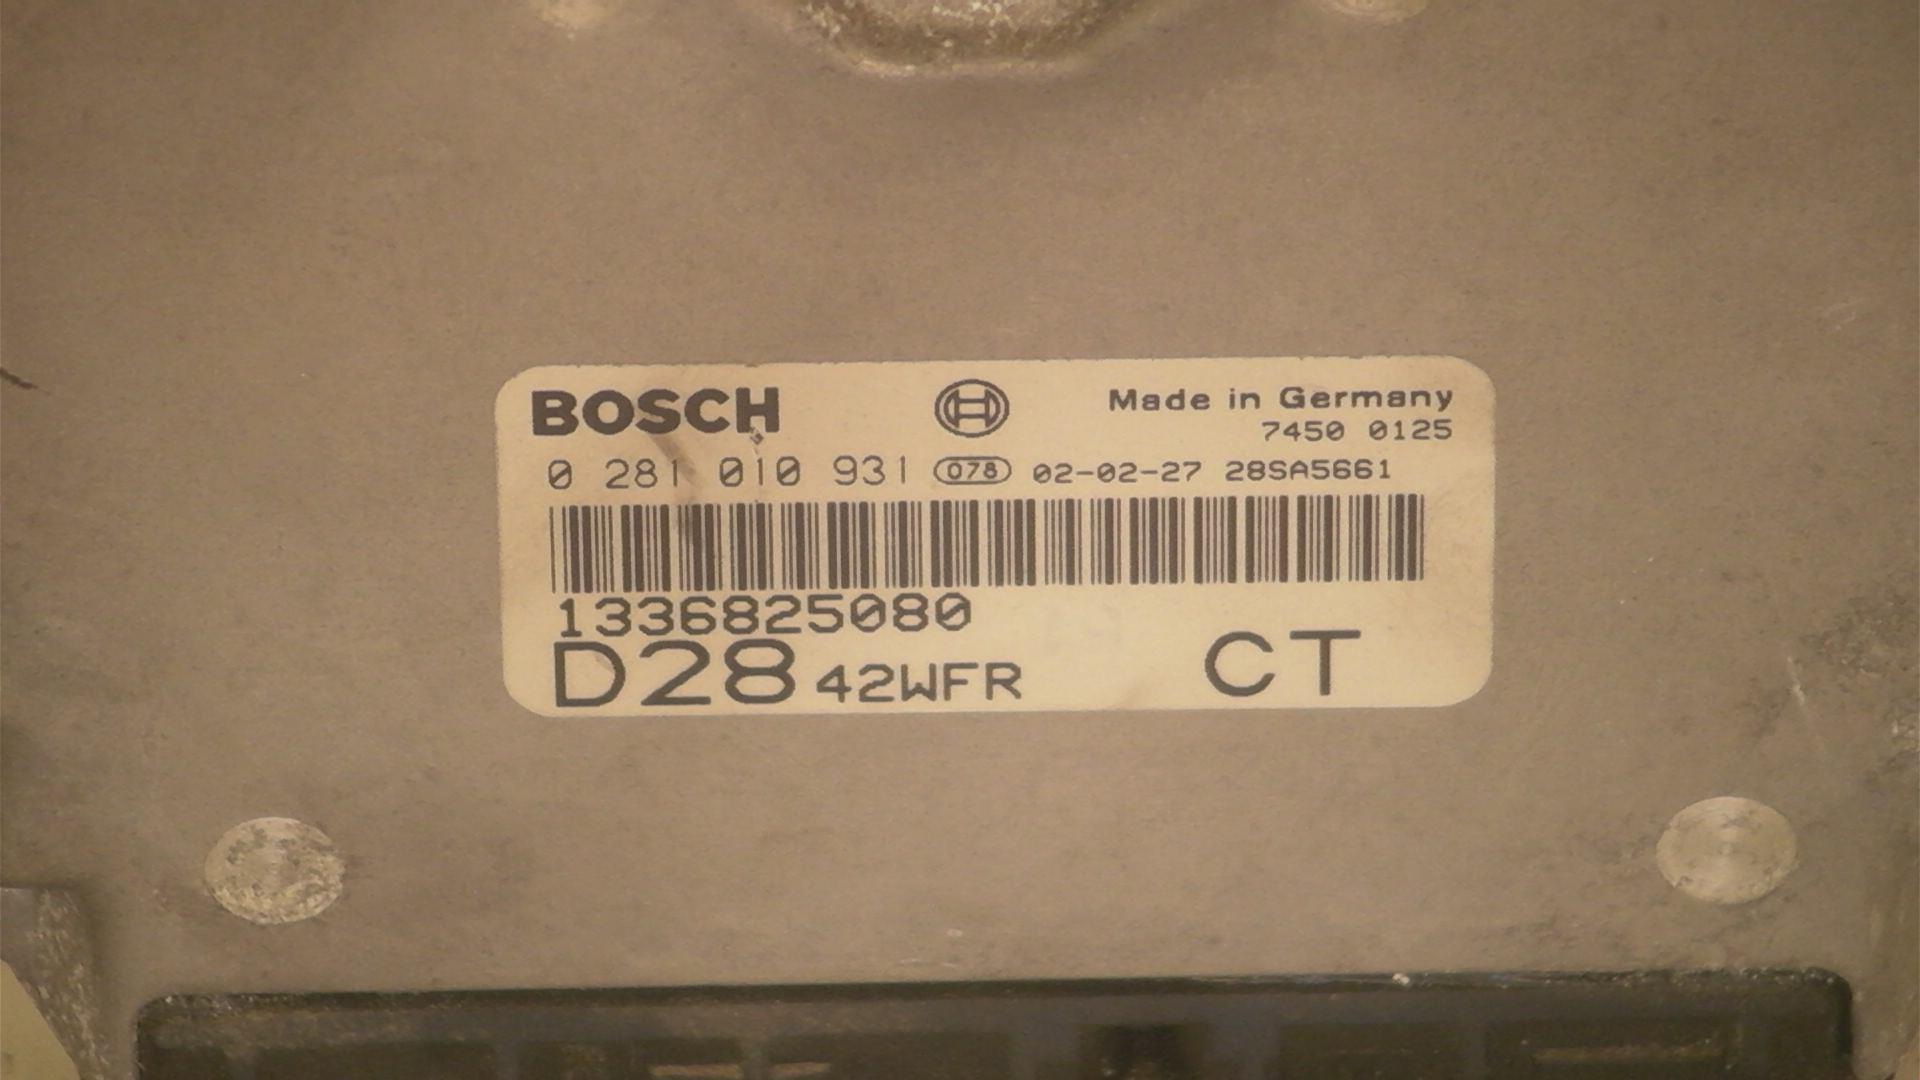 BOSCH Made in Germany
7450 0125
0 281 010 931 078 02-02-27 28SA5661
1336825080
D28 42WFR CT